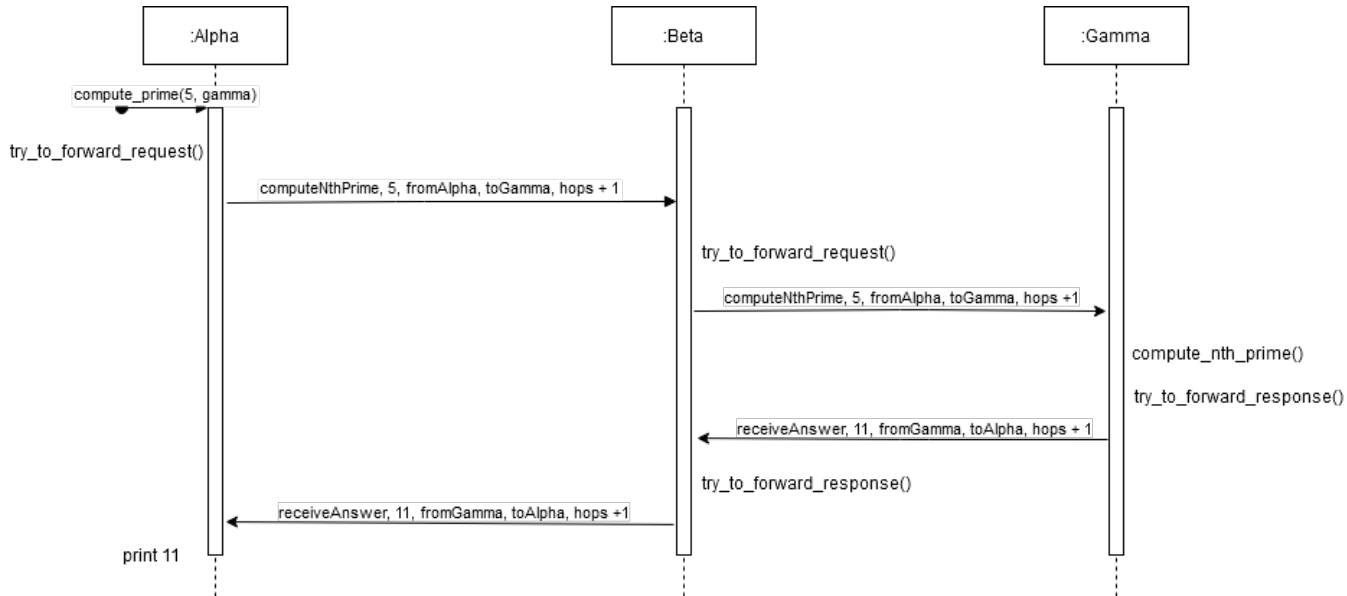 :Alpha
:Beta
:Gamma
compute_prime(5, gamma)
try_to_forward_request()
computeNthPrime, 5, fromAlpha, toGamma, hops + 1
try_to_forward_request()
computeNthPrime, 5, fromAlpha, toGamma, hops +1
compute_nth_prime()
try_to_forward_response()
receiveAnswer, 11, fromGamma, toAlpha, hops + 1
try_to_forward_response()
receiveAnswer, 11, fromGamma, toAlpha, hops +1
print 11